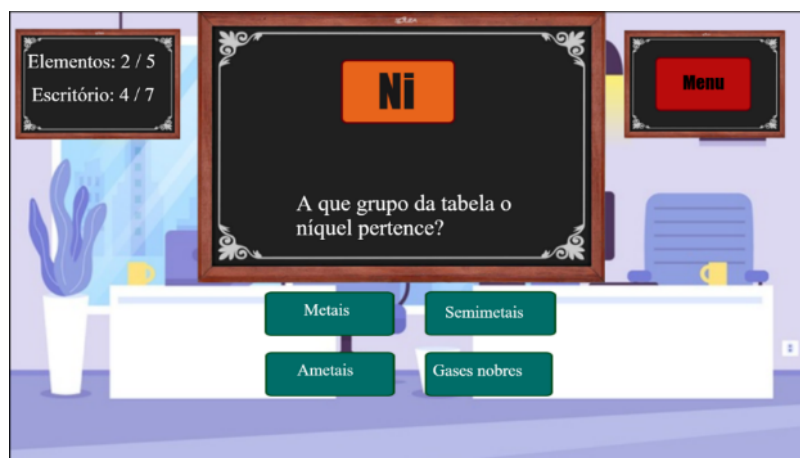 Elementos: 2 / 5
Escritório: 4 / 7
Ni
Menu
A que grupo da tabela o
níquel pertence?
Metais
Semimetais
Ametais
Gases nobres